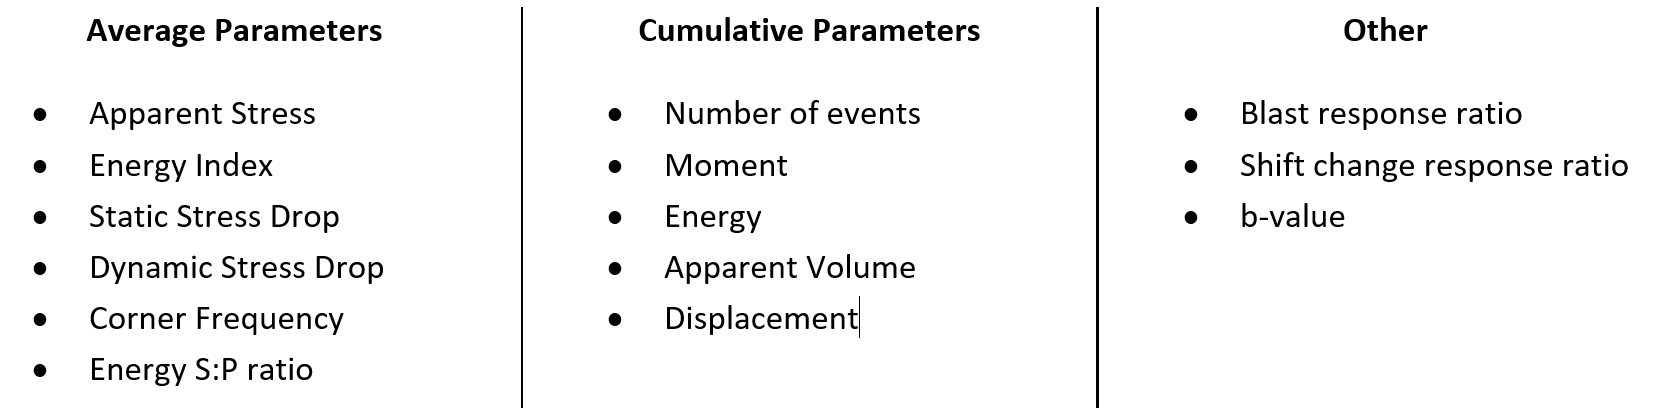 Average Parameters
• Apparent Stress
• Energy Index
• Static Stress Drop
• Dynamic Stress Drop
• Corner Frequency
• Energy S:P ratio
Cumulative Parameters
• Number of events
• Moment
• Energy
• Apparent Volume
• Displacement
Other
• Blast response ratio
• Shift change response ratio
• b-value